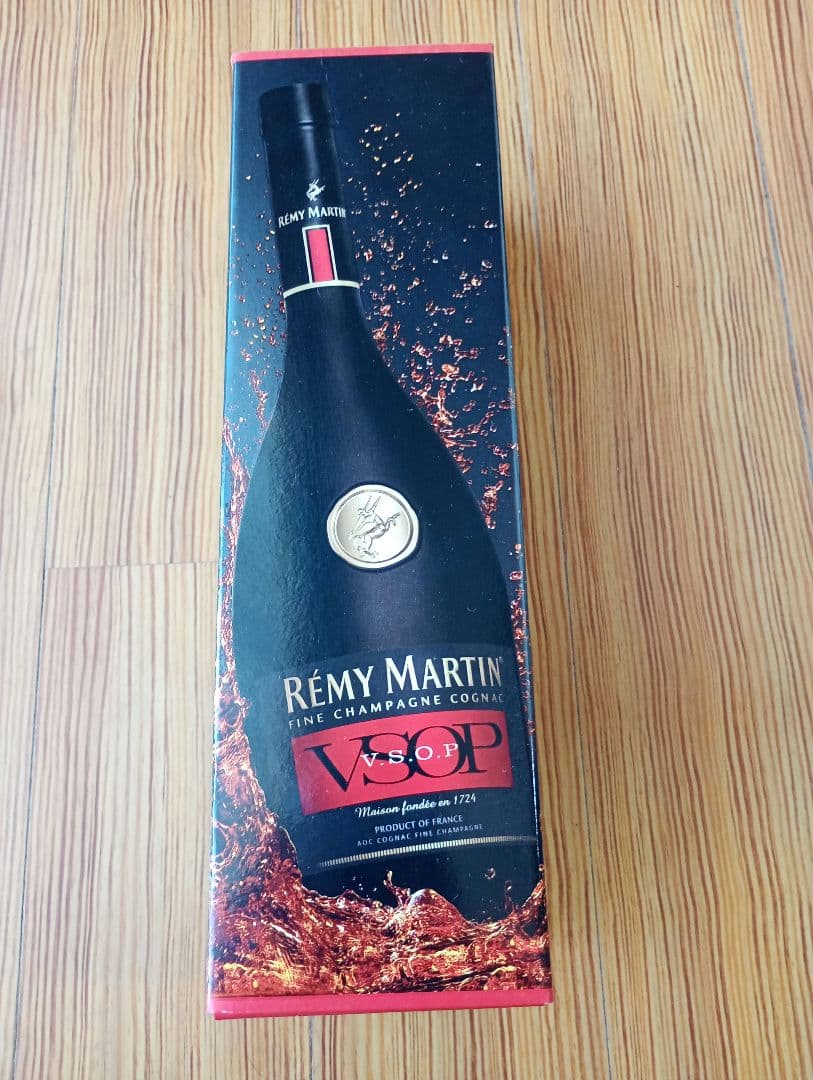 RÉMY MARTIN
RÉMY MARTIN®
FINE CHAMPAGNE COGNAC
VSOP
V.S.O.P
Maison fondée en 1724
PRODUCT OF FRANCE
AOC COGNAC FINE CHAMPAGNE